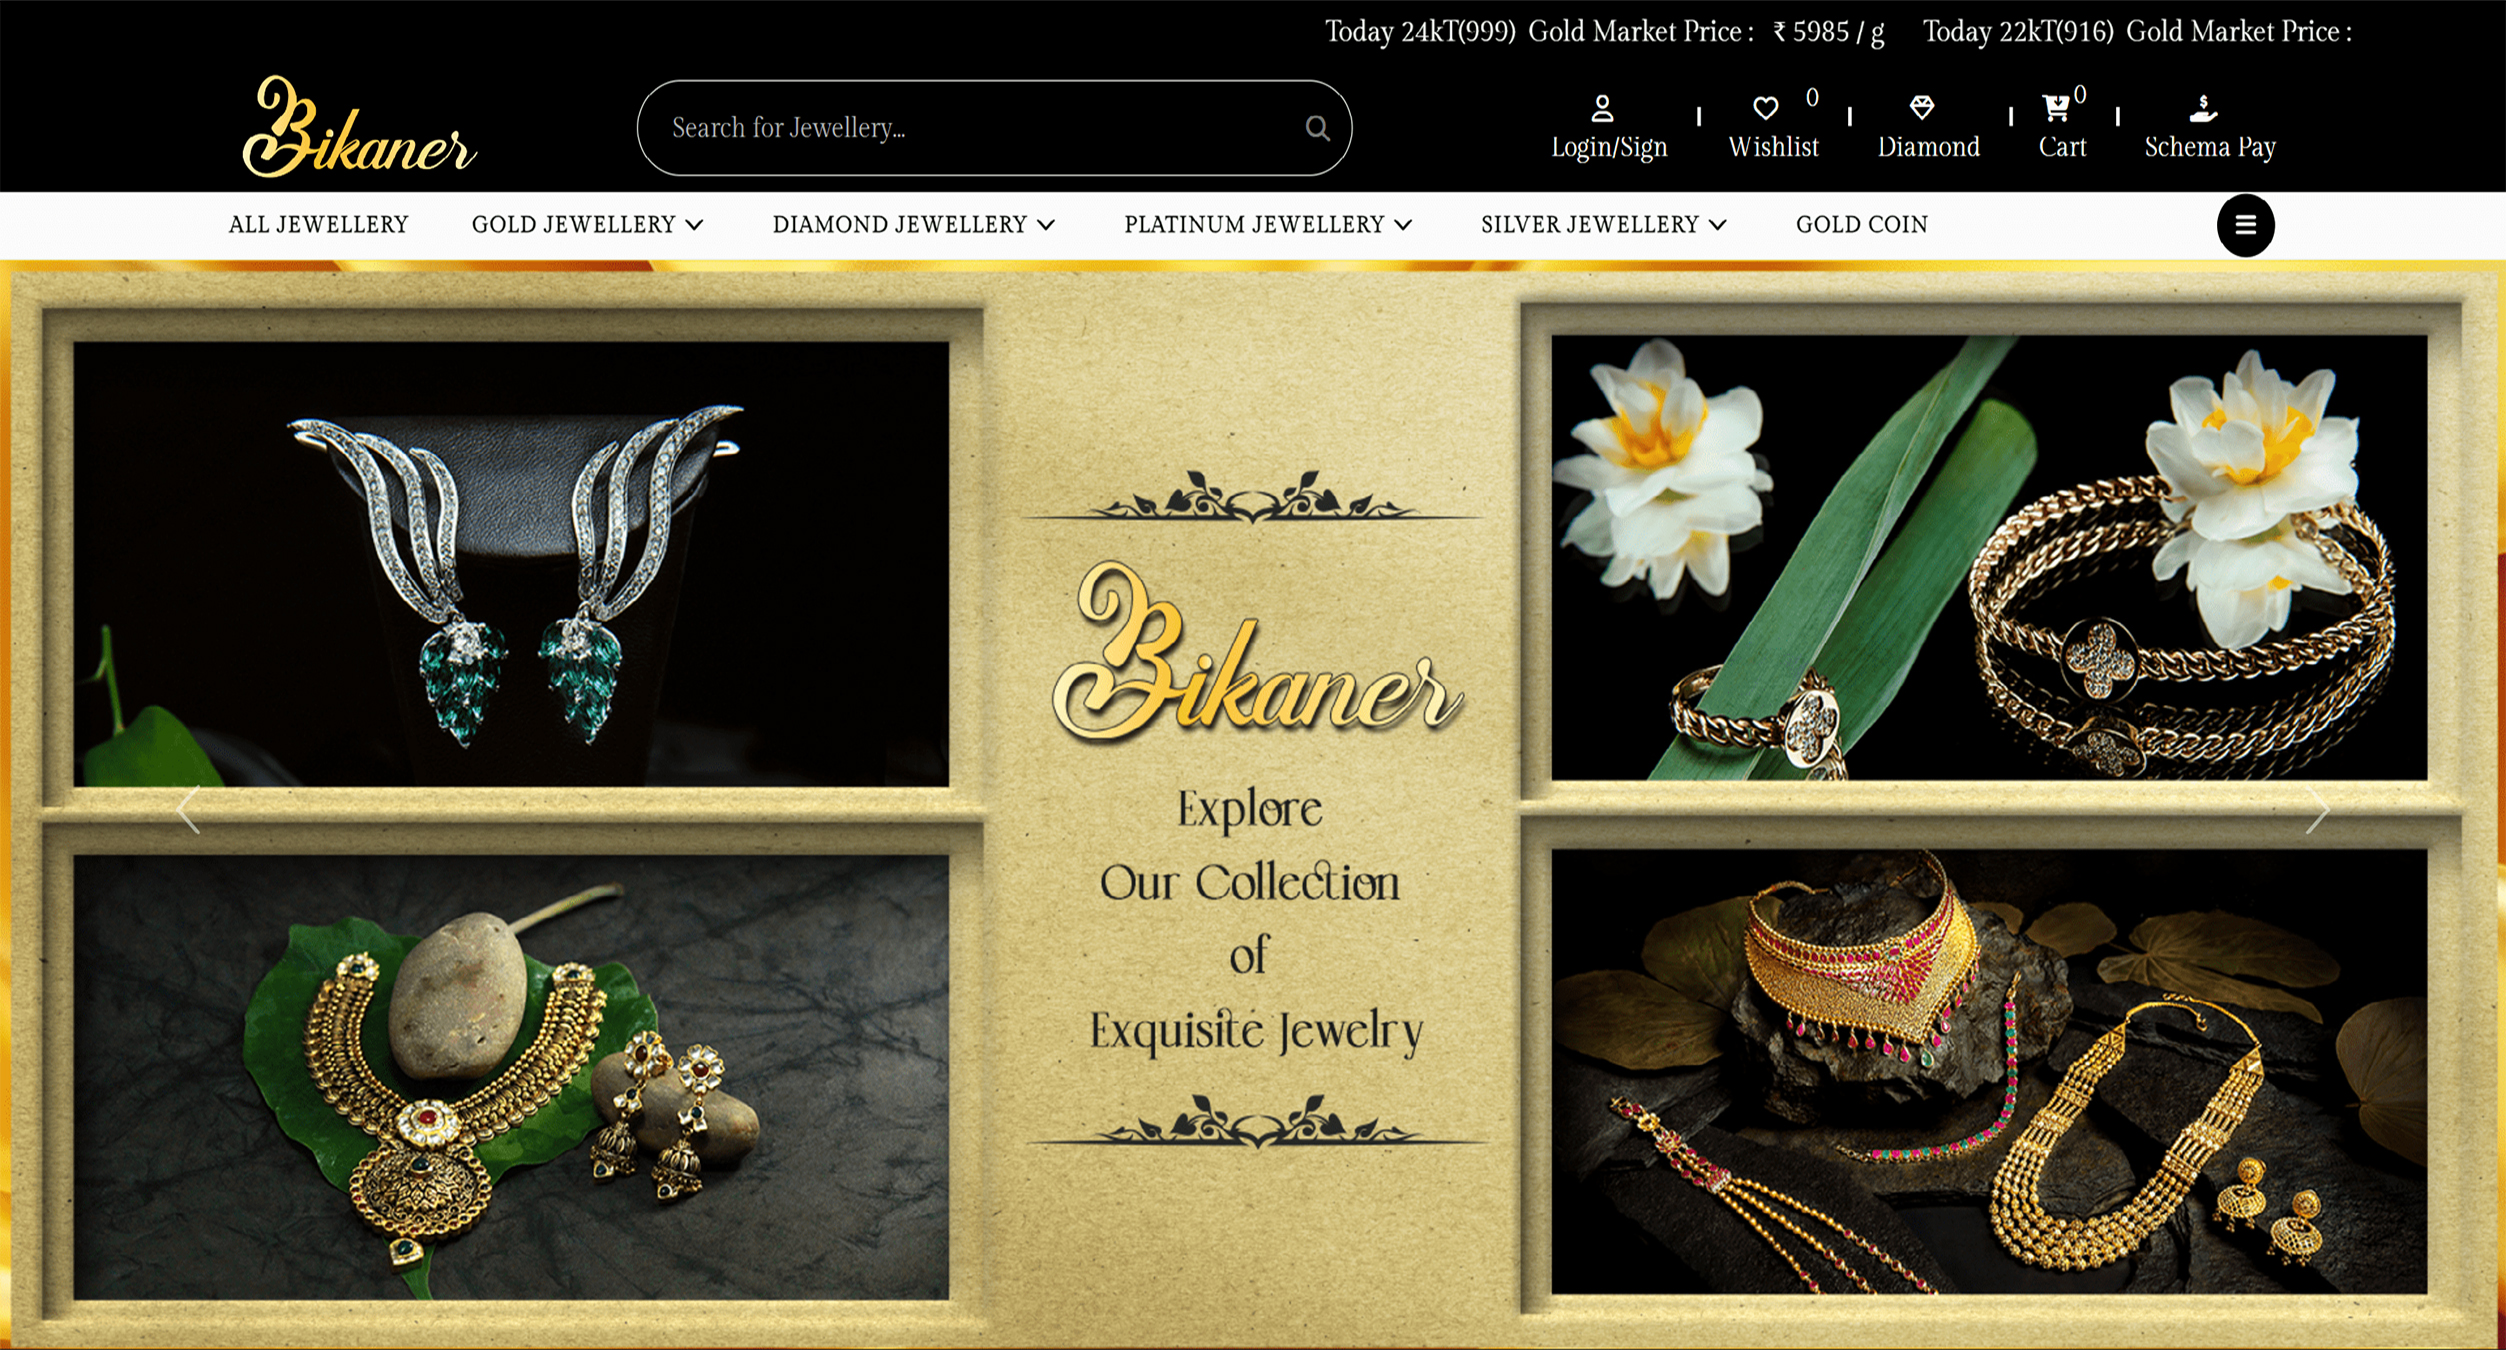 Today 24kT(999) Gold Market Price : ₹ 5985 / g Today 22kT(916) Gold Market Price :
Bikaner
Search for Jewellery...
0
0
Login/Sign Wishlist Diamond Cart Schema Pay
ALL JEWELLERY GOLD JEWELLERY DIAMOND JEWELLERY PLATINUM JEWELLERY SILVER JEWELLERY GOLD COIN
Bikaner
Explore
Our Collection
of
Exquisite Jewelry